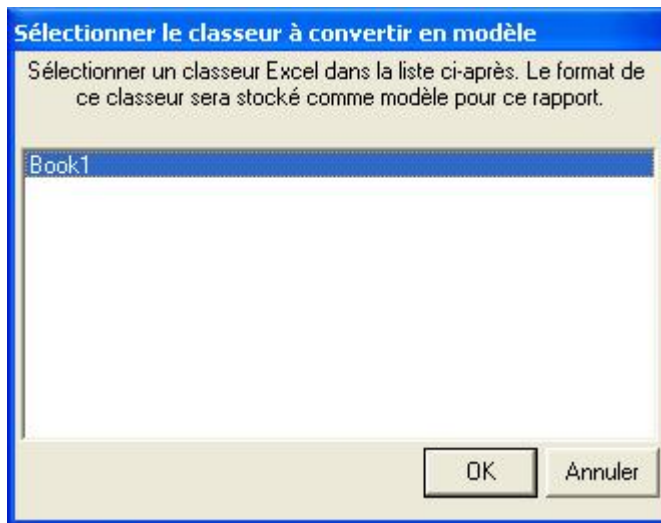 Sélectionner le classeur à convertir en modèle
Sélectionner un classeur Excel dans la liste ci-après. Le format de
ce classeur sera stocké comme modèle pour ce rapport.
Book1
OK
Annuler